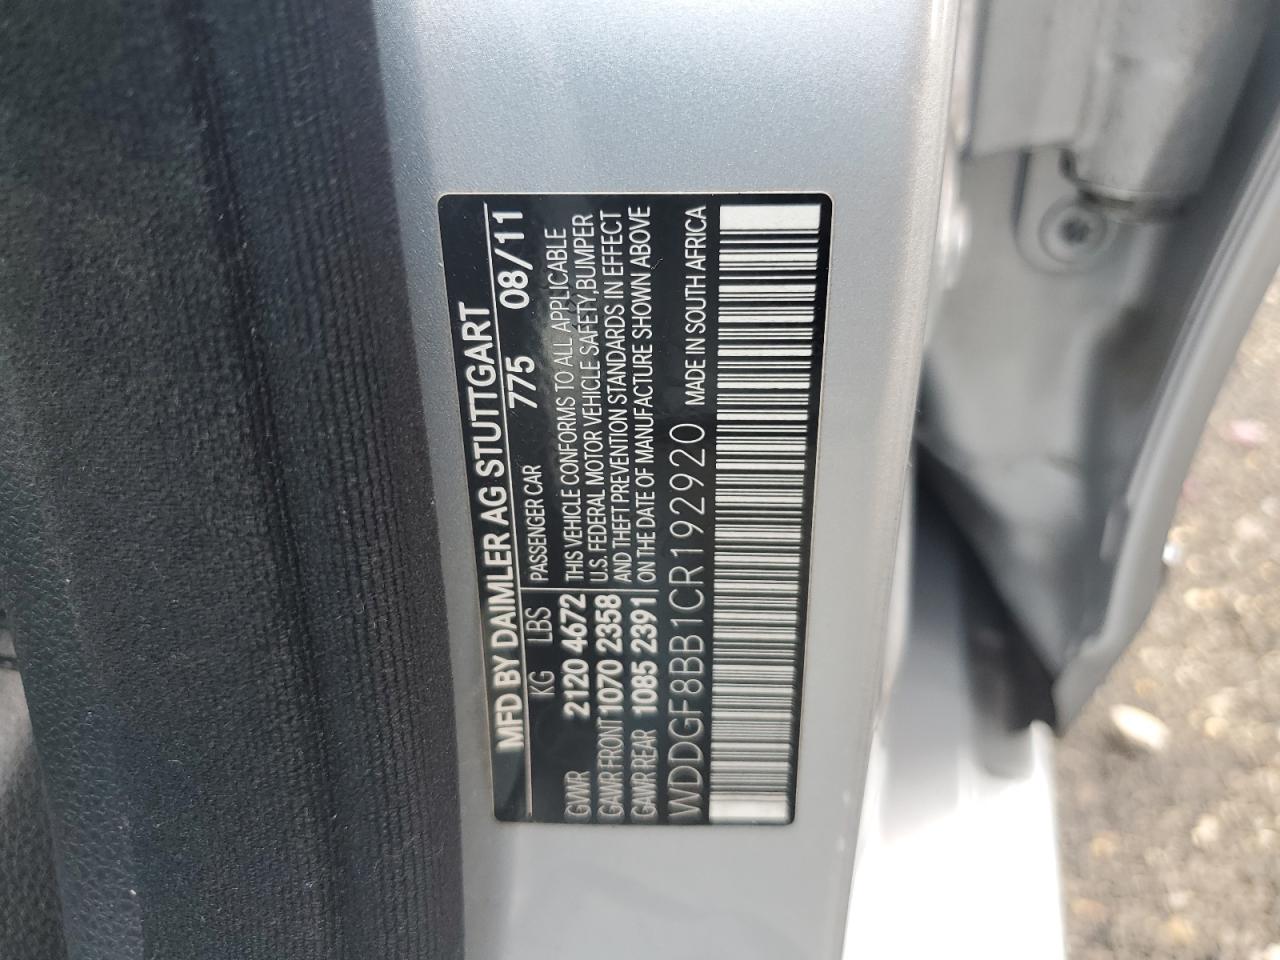 MFD BY DAIMLER AG STUTTGART
KG LBS PASSENGER CAR 775 08/11
GVWR 2120 4672 THIS VEHICLE CONFORMS TO ALL APPLICABLE
GAWR FRONT 1070 2358 U.S. FEDERAL MOTOR VEHICLE SAFETY,BUMPER
GAWR REAR 1085 2391 AND THEFT PREVENTION STANDARDS IN EFFECT
ON THE DATE OF MANUFACTURE SHOWN ABOVE
WDDGF8BB1CR192920 MADE IN SOUTH AFRICA